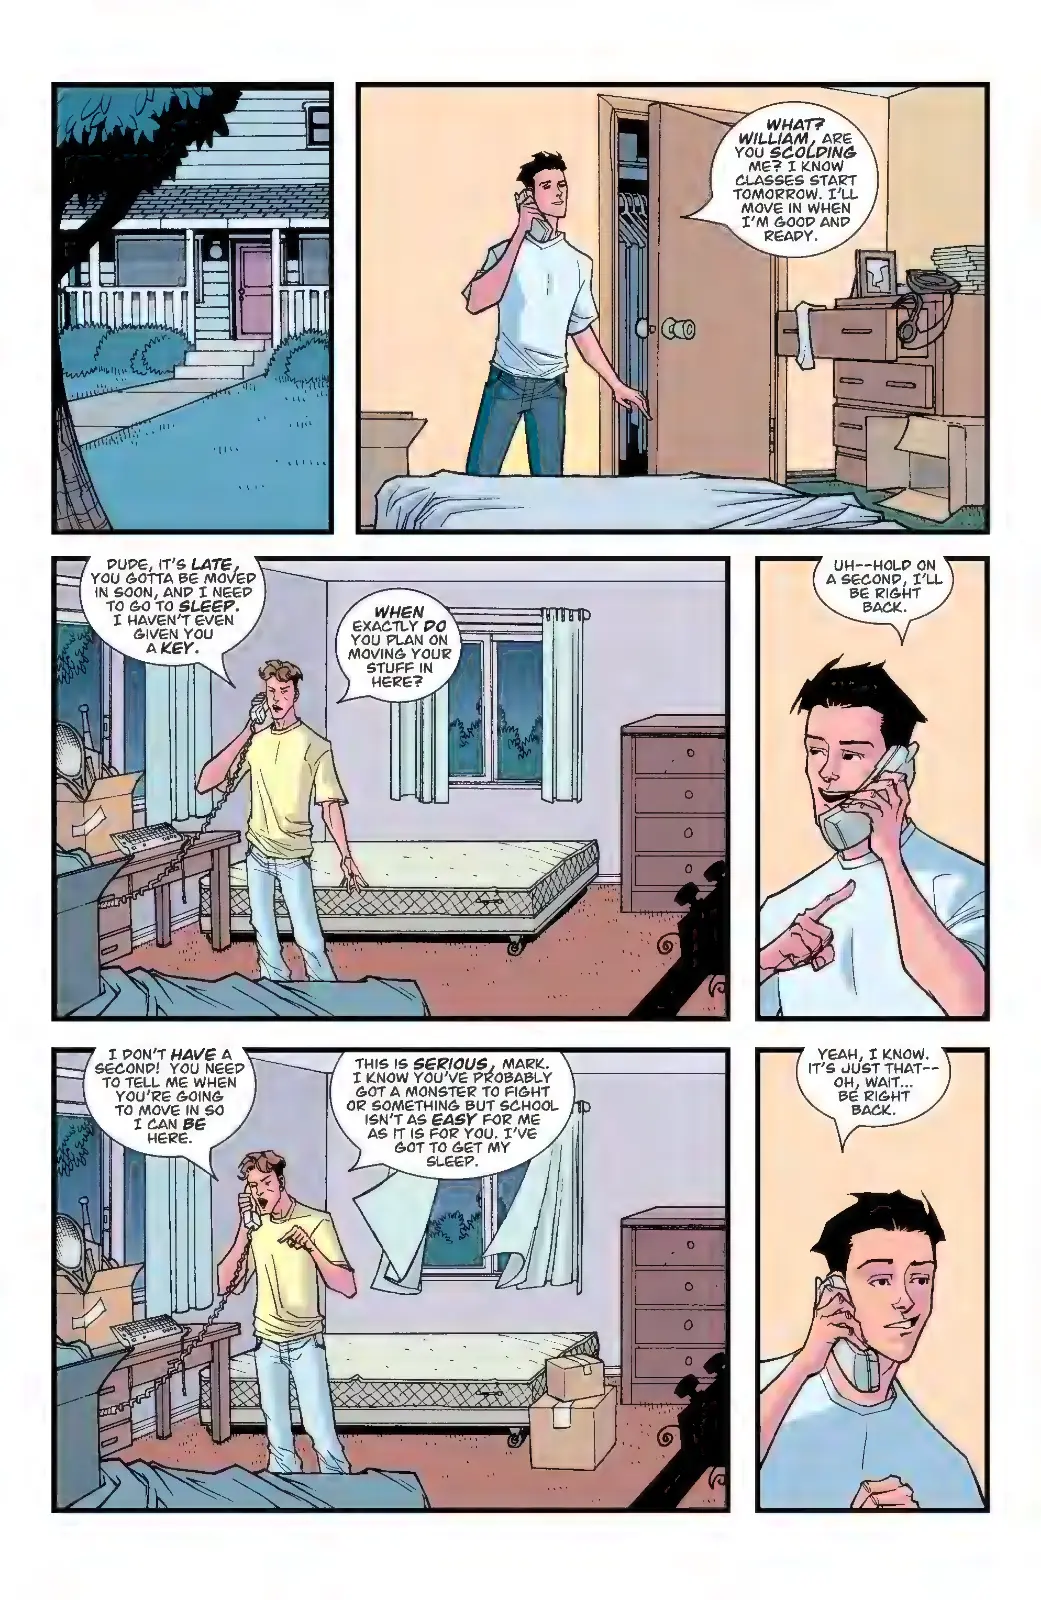 WHAT?
WILLIAM, ARE
YOU SCOLDING
ME? I KNOW
CLASSES START
TOMORROW. I'LL
MOVE IN WHEN
I'M GOOD AND
READY.
DUDE, IT'S LATE,
YOU GOTTA BE MOVED
IN SOON, AND I NEED
TO GO TO SLEEP.
I HAVEN'T EVEN
GIVEN YOU
A KEY.
WHEN
EXACTLY DO
YOU PLAN ON
MOVING YOUR
STUFF IN
HERE?
UH--HOLD ON
A SECOND, I'LL
BE RIGHT
BACK.
I DON'T HAVE A
SECOND! YOU NEED
TO TELL ME WHEN
YOU'RE GOING
TO MOVE IN SO
I CAN BE
HERE.
THIS IS SERIOUS, MARK.
I KNOW YOU'VE PROBABLY
GOT A MONSTER TO FIGHT
OR SOMETHING BUT SCHOOL
ISN'T AS EASY FOR ME
AS IT IS FOR YOU. I'VE
GOT TO GET MY
SLEEP.
YEAH, I KNOW.
IT'S JUST THAT--
OH, WAIT...
BE RIGHT
BACK.